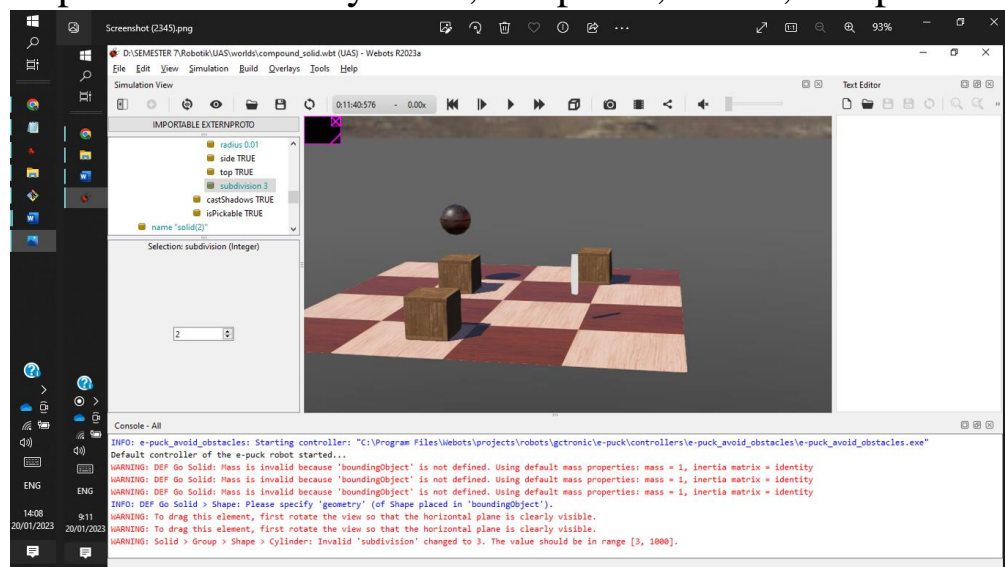 Screenshot (2345).png
93%
D:\SEMESTER 7\Robotik\UAS\worlds\compound_solid.wbt (UAS) - Webots R2023a
File Edit View Simulation Build Overlays Tools Help
Simulation View
Text Editor
0:11:40:576 - 0.00x
IMPORTABLE EXTERNPROTO
radius 0.01
side TRUE
top TRUE
subdivision 3
castShadows TRUE
isPickable TRUE
name "solid(2)"
Selection: subdivision (Integer)
2
Console - All
INFO: e-puck_avoid_obstacles: Starting controller: "C:\Program Files\Webots\projects\robots\gctronic\e-puck\controllers\e-puck_avoid_obstacles\e-puck_avoid_obstacles.exe"
Default controller of the e-puck robot started...
WARNING: DEF Go Solid: Mass is invalid because 'boundingObject' is not defined. Using default mass properties: mass = 1, inertia matrix = identity
WARNING: DEF Go Solid: Mass is invalid because 'boundingObject' is not defined. Using default mass properties: mass = 1, inertia matrix = identity
WARNING: DEF Go Solid: Mass is invalid because 'boundingObject' is not defined. Using default mass properties: mass = 1, inertia matrix = identity
INFO: DEF Go Solid > Shape: Please specify 'geometry' (of Shape placed in 'boundingObject').
WARNING: To drag this element, first rotate the view so that the horizontal plane is clearly visible.
WARNING: To drag this element, first rotate the view so that the horizontal plane is clearly visible.
WARNING: Solid > Group > Shape > Cylinder: Invalid 'subdivision' changed to 3. The value should be in range [3, 1000].
ENG
14:08
20/01/2023
ENG
9:11
20/01/2023